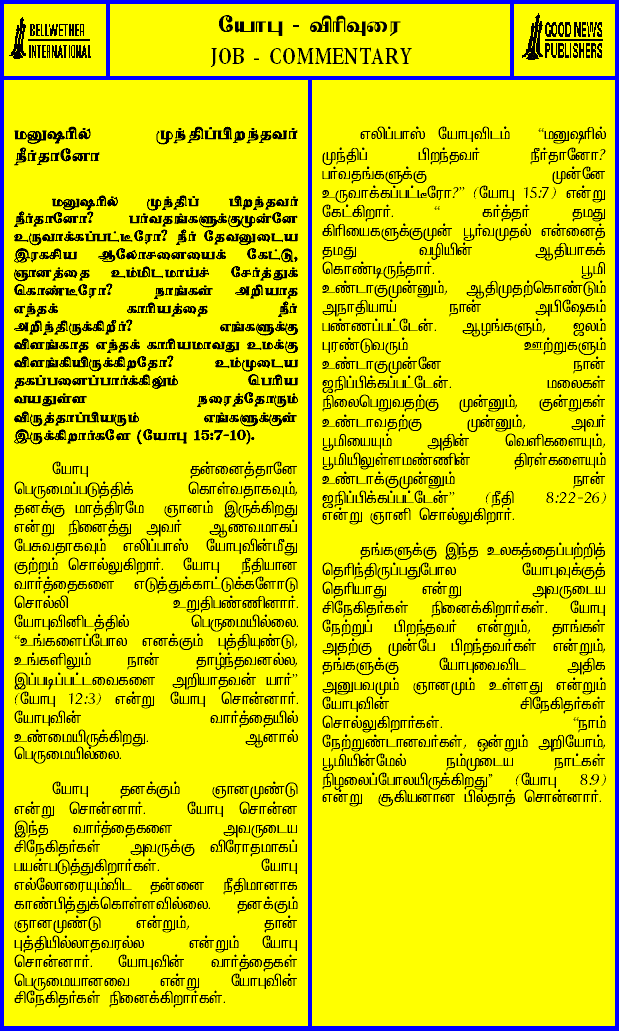 BELLWETHER
INTERNATIONAL
யோபு - விரிவுரை
JOB - COMMENTARY
GOOD NEWS
PUBLISHERS
மனுஷரில் முந்திப்பிறந்தவர்
நீர்தானோ
மனுஷரில் முந்திப் பிறந்தவர்
நீர்தானோ? பர்வதங்களுக்குமுன்னே
உருவாக்கப்பட்டீரோ? நீர் தேவனுடைய
இரகசிய ஆலோசனையைக் கேட்டு,
ஞானத்தை உம்மிடமாய்ச் சேர்த்துக்
கொண்டீரோ? நாங்கள் அறியாத
எந்தக் காரியத்தை நீர்
அறிந்திருக்கிறீர்? எங்களுக்கு
விளங்காத எந்தக் காரியமாவது உமக்கு
விளங்கியிருக்கிறதோ? உம்முடைய
தகப்பனைப்பார்க்கிலும் பெரிய
வயதுள்ள நரைத்தோரும்
விருத்தாப்பியரும் எங்களுக்குள்
இருக்கிறார்களே (யோபு 15:7-10).
யோபு தன்னைத்தானே
பெருமைப்படுத்திக் கொள்வதாகவும்,
தனக்கு மாத்திரமே ஞானம் இருக்கிறது
என்று நினைத்து அவர் ஆணவமாகப்
பேசுவதாகவும் எலிப்பாஸ் யோபுவின்மீது
குற்றம் சொல்லுகிறார். யோபு நீதியான
வார்த்தைகளை எடுத்துக்காட்டுக்களோடு
சொல்லி உறுதிபண்ணினார்.
யோபுவினிடத்தில் பெருமையில்லை.
“உங்களைப்போல எனக்கும் புத்தியுண்டு,
உங்களிலும் நான் தாழ்ந்தவனல்ல,
இப்படிப்பட்டவைகளை அறியாதவன் யார்”
(யோபு 12:3) என்று யோபு சொன்னார்.
யோபுவின் வார்த்தையில்
உண்மையிருக்கிறது. ஆனால்
பெருமையில்லை.
யோபு தனக்கும் ஞானமுண்டு
என்று சொன்னார். யோபு சொன்ன
இந்த வார்த்தைகளை அவருடைய
சிநேகிதர்கள் அவருக்கு விரோதமாகப்
பயன்படுத்துகிறார்கள். யோபு
எல்லோரையும்விட தன்னை நீதிமானாக
காண்பித்துக்கொள்ளவில்லை. தனக்கும்
ஞானமுண்டு என்றும், தான்
புத்தியில்லாதவரல்ல என்றும் யோபு
சொன்னார். யோபுவின் வார்த்தைகள்
பெருமையானவை என்று யோபுவின்
சிநேகிதர்கள் நினைக்கிறார்கள்.
எலிப்பாஸ் யோபுவிடம் “மனுஷரில்
முந்திப் பிறந்தவர் நீர்தானோ?
பர்வதங்களுக்கு முன்னே
உருவாக்கப்பட்டீரோ?” (யோபு 15:7) என்று
கேட்கிறார். “ கர்த்தர் தமது
கிரியைகளுக்குமுன் பூர்வமுதல் என்னைத்
தமது வழியின் ஆதியாகக்
கொண்டிருந்தார். பூமி
உண்டாகுமுன்னும், ஆதிமுதற்கொண்டும்
அநாதியாய் நான் அபிஷேகம்
பண்ணப்பட்டேன். ஆழங்களும், ஜலம்
புரண்டுவரும் ஊற்றுகளும்
உண்டாகுமுன்னே நான்
ஜநிப்பிக்கப்பட்டேன். மலைகள்
நிலைபெறுவதற்கு முன்னும், குன்றுகள்
உண்டாவதற்கு முன்னும், அவர்
பூமியையும் அதின் வெளிகளையும்,
பூமியிலுள்ளமண்ணின் திரள்களையும்
உண்டாக்குமுன்னும் நான்
ஜநிப்பிக்கப்பட்டேன்” (நீதி 8:22-26)
என்று ஞானி சொல்லுகிறார்.
தங்களுக்கு இந்த உலகத்தைப்பற்றித்
தெரிந்திருப்பதுபோல யோபுவுக்குத்
தெரியாது என்று அவருடைய
சிநேகிதர்கள் நினைக்கிறார்கள். யோபு
நேற்றுப் பிறந்தவர் என்றும், தாங்கள்
அதற்கு முன்பே பிறந்தவர்கள் என்றும்,
தங்களுக்கு யோபுவைவிட அதிக
அனுபவமும் ஞானமும் உள்ளது என்றும்
யோபுவின் சிநேகிதர்கள்
சொல்லுகிறார்கள். “நாம்
நேற்றுண்டானவர்கள், ஒன்றும் அறியோம்,
பூமியின்மேல் நம்முடைய நாட்கள்
நிழலைப்போலயிருக்கிறது” (யோபு 8:9)
என்று சூகியனான பில்தாத் சொன்னார்.